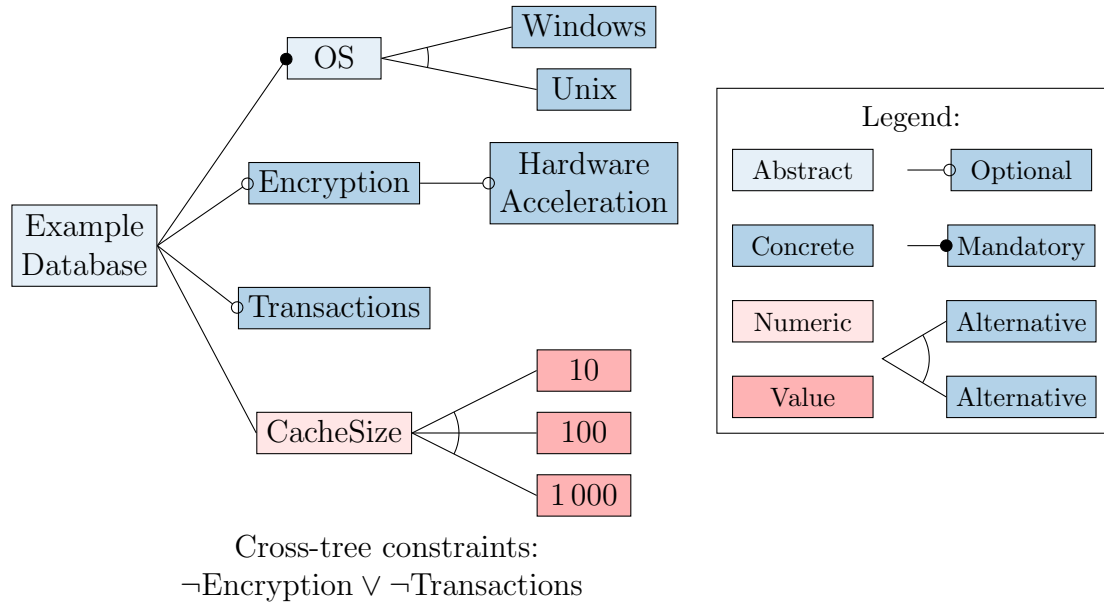 Example
Database
OS
Windows
Unix
Encryption
Hardware
Acceleration
Transactions
CacheSize
10
100
1 000
Cross-tree constraints:
¬Encryption ∨ ¬Transactions
Legend:
Abstract
Optional
Concrete
Mandatory
Numeric
Alternative
Value
Alternative